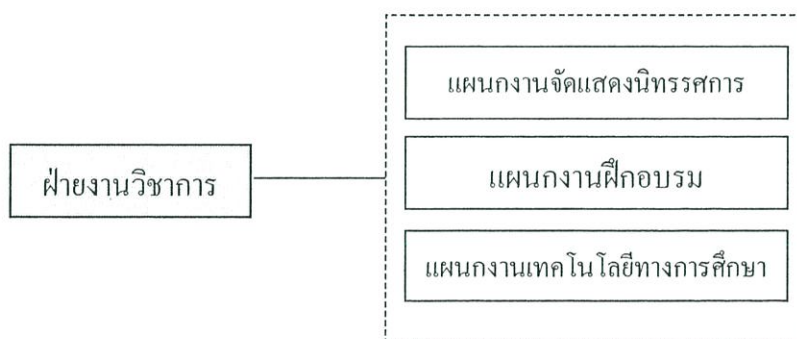 แผนกงานจัดแสดงนิทรรศการ
ฝ่ายงานวิชาการ
แผนกงานฝึกอบรม
แผนกงานเทคโนโลยีทางการศึกษา